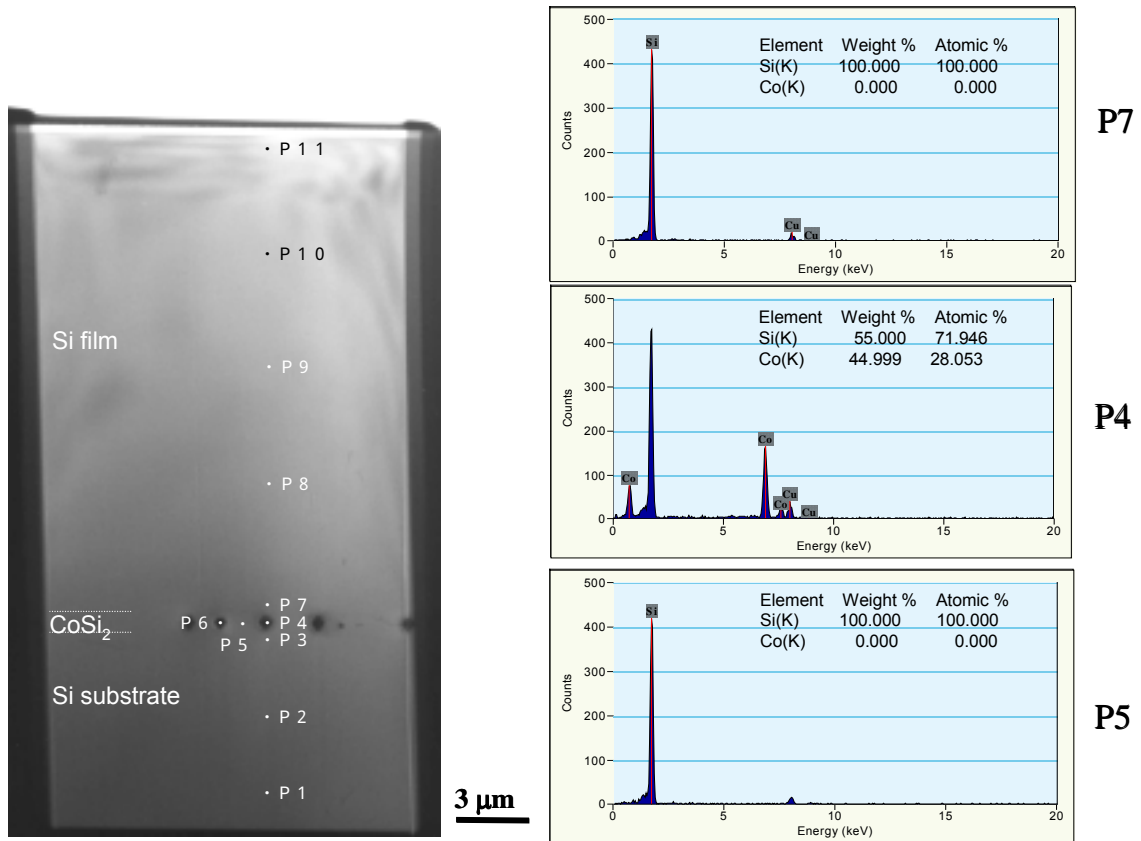 P 1 1
P 1 0
Si film
P 9
P 8
P 7
CoSi₂
P 6
P 4
P 5
P 3
Si substrate
P 2
P 1
3 μm
500
400
300
200
100
0
Counts
Si
Element Weight % Atomic %
Si(K) 100.000 100.000
Co(K) 0.000 0.000
Cu
Cu
0 5 10 15 20
Energy (keV)
P7
500
400
300
200
100
0
Counts
Element Weight % Atomic %
Si(K) 55.000 71.946
Co(K) 44.999 28.053
Co
Co
Co
Cu
Cu
0 5 10 15 20
Energy (keV)
P4
500
400
300
200
100
0
Counts
Si
Element Weight % Atomic %
Si(K) 100.000 100.000
Co(K) 0.000 0.000
0 5 10 15 20
Energy (keV)
P5